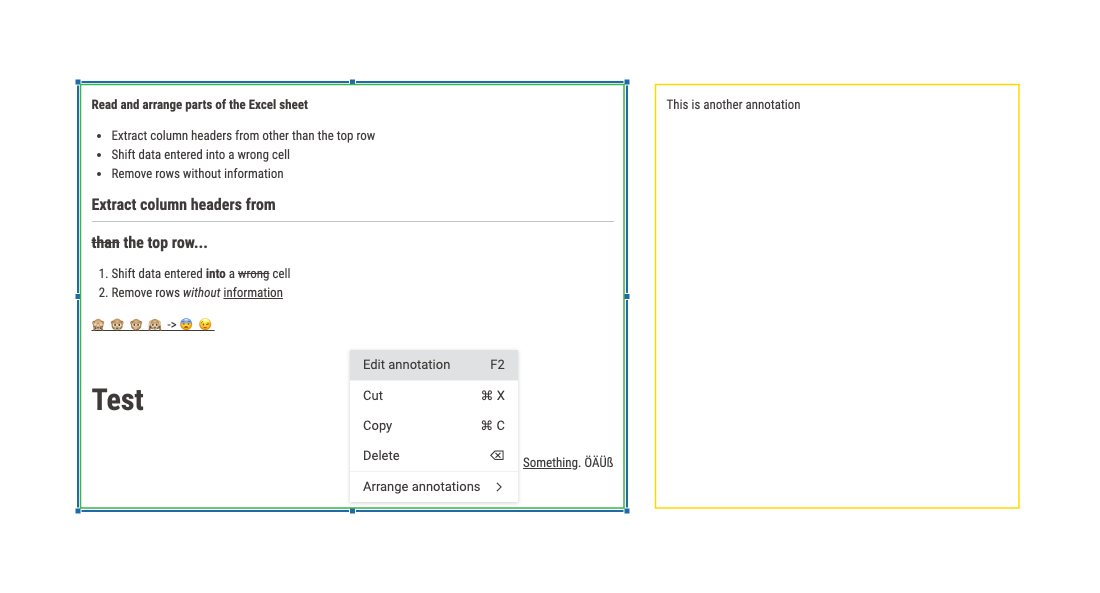 Read and arrange parts of the Excel sheet
• Extract column headers from other than the top row
• Shift data entered into a wrong cell
• Remove rows without information
Extract column headers from
than the top row...
1. Shift data entered into a wrong cell
2. Remove rows without information
🙈 🐵 🐵 🙈 -> 😨 😉
Test
Something. ÖÄÜß
Edit annotation F2
Cut ⌘ X
Copy ⌘ C
Delete ⌫
Arrange annotations >
This is another annotation